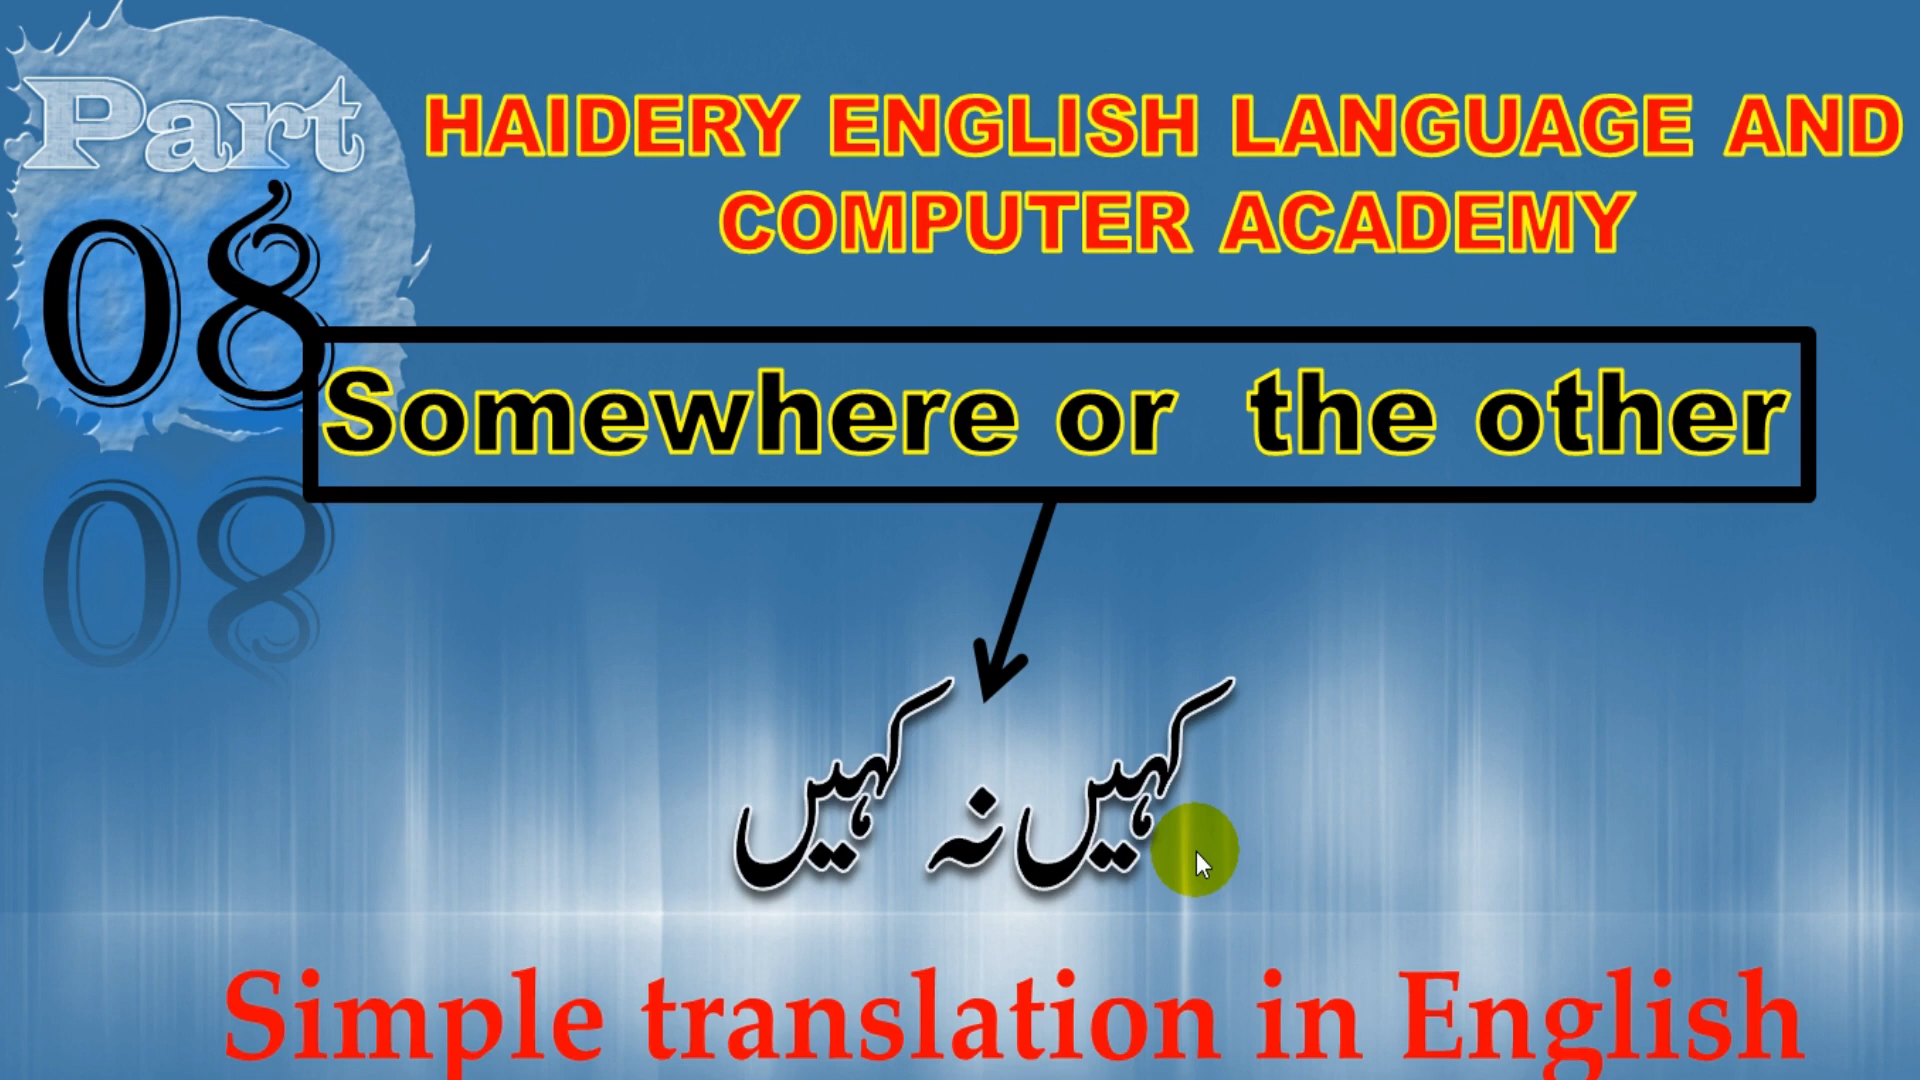 Part
08
HAIDERY ENGLISH LANGUAGE AND
COMPUTER ACADEMY
Somewhere or the other
کہیں نہ کہیں
Simple translation in English